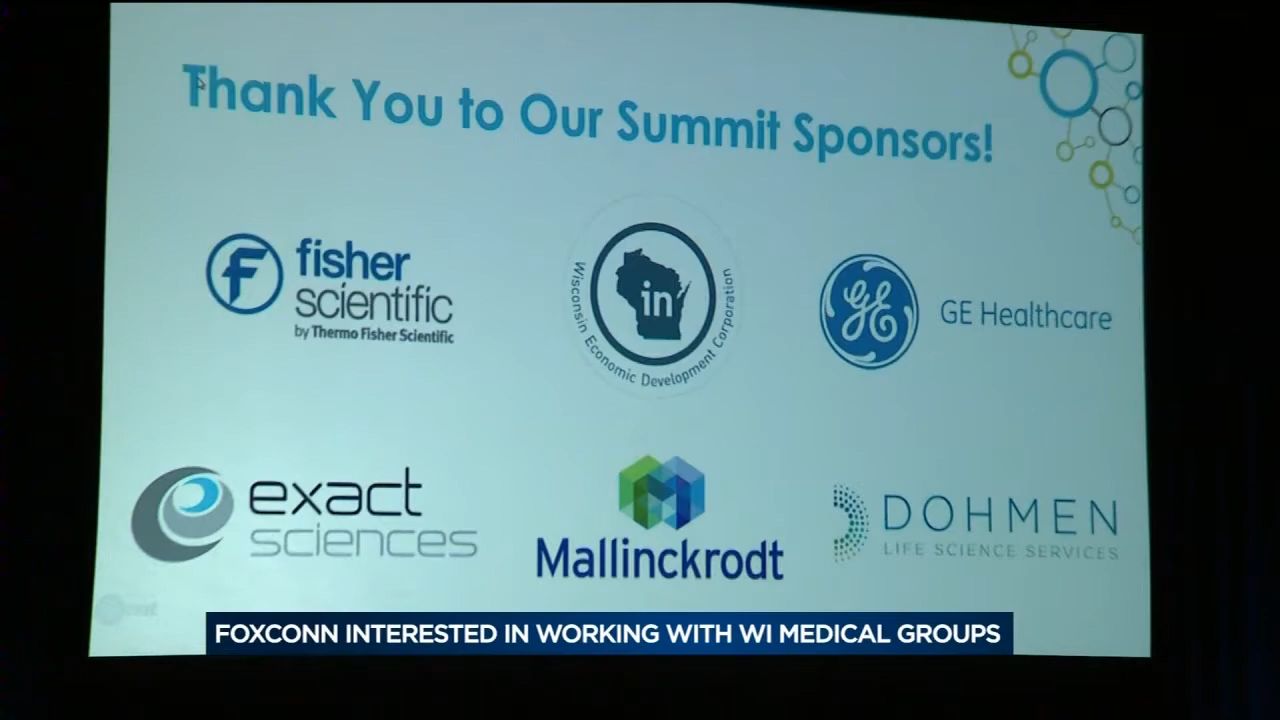 Thank You to Our Summit Sponsors!
F
fisher
scientific
by Thermo Fisher Scientific
in
Wisconsin Economic Development Corporation
GE
GE Healthcare
exact
sciences
M
Mallinckrodt
DOHMEN
LIFE SCIENCE SERVICES
FOXCONN INTERESTED IN WORKING WITH WI MEDICAL GROUPS